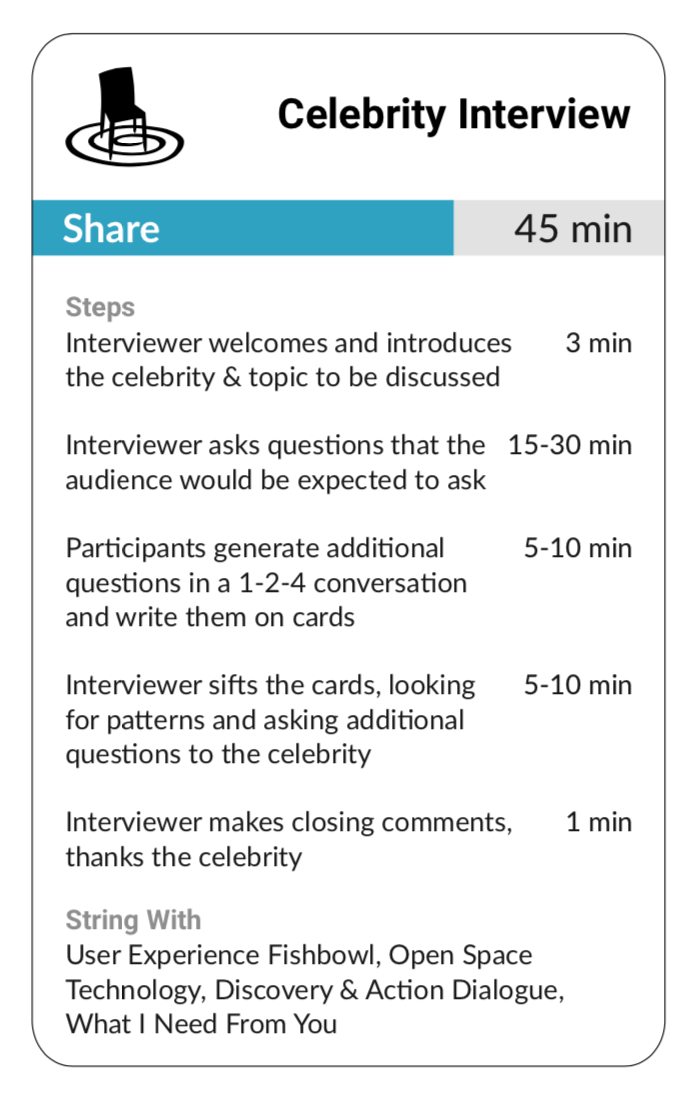 Celebrity Interview
Share 45 min
Steps
Interviewer welcomes and introduces 3 min
the celebrity & topic to be discussed
Interviewer asks questions that the 15-30 min
audience would be expected to ask
Participants generate additional 5-10 min
questions in a 1-2-4 conversation
and write them on cards
Interviewer sifts the cards, looking 5-10 min
for patterns and asking additional
questions to the celebrity
Interviewer makes closing comments, 1 min
thanks the celebrity
String With
User Experience Fishbowl, Open Space
Technology, Discovery & Action Dialogue,
What I Need From You